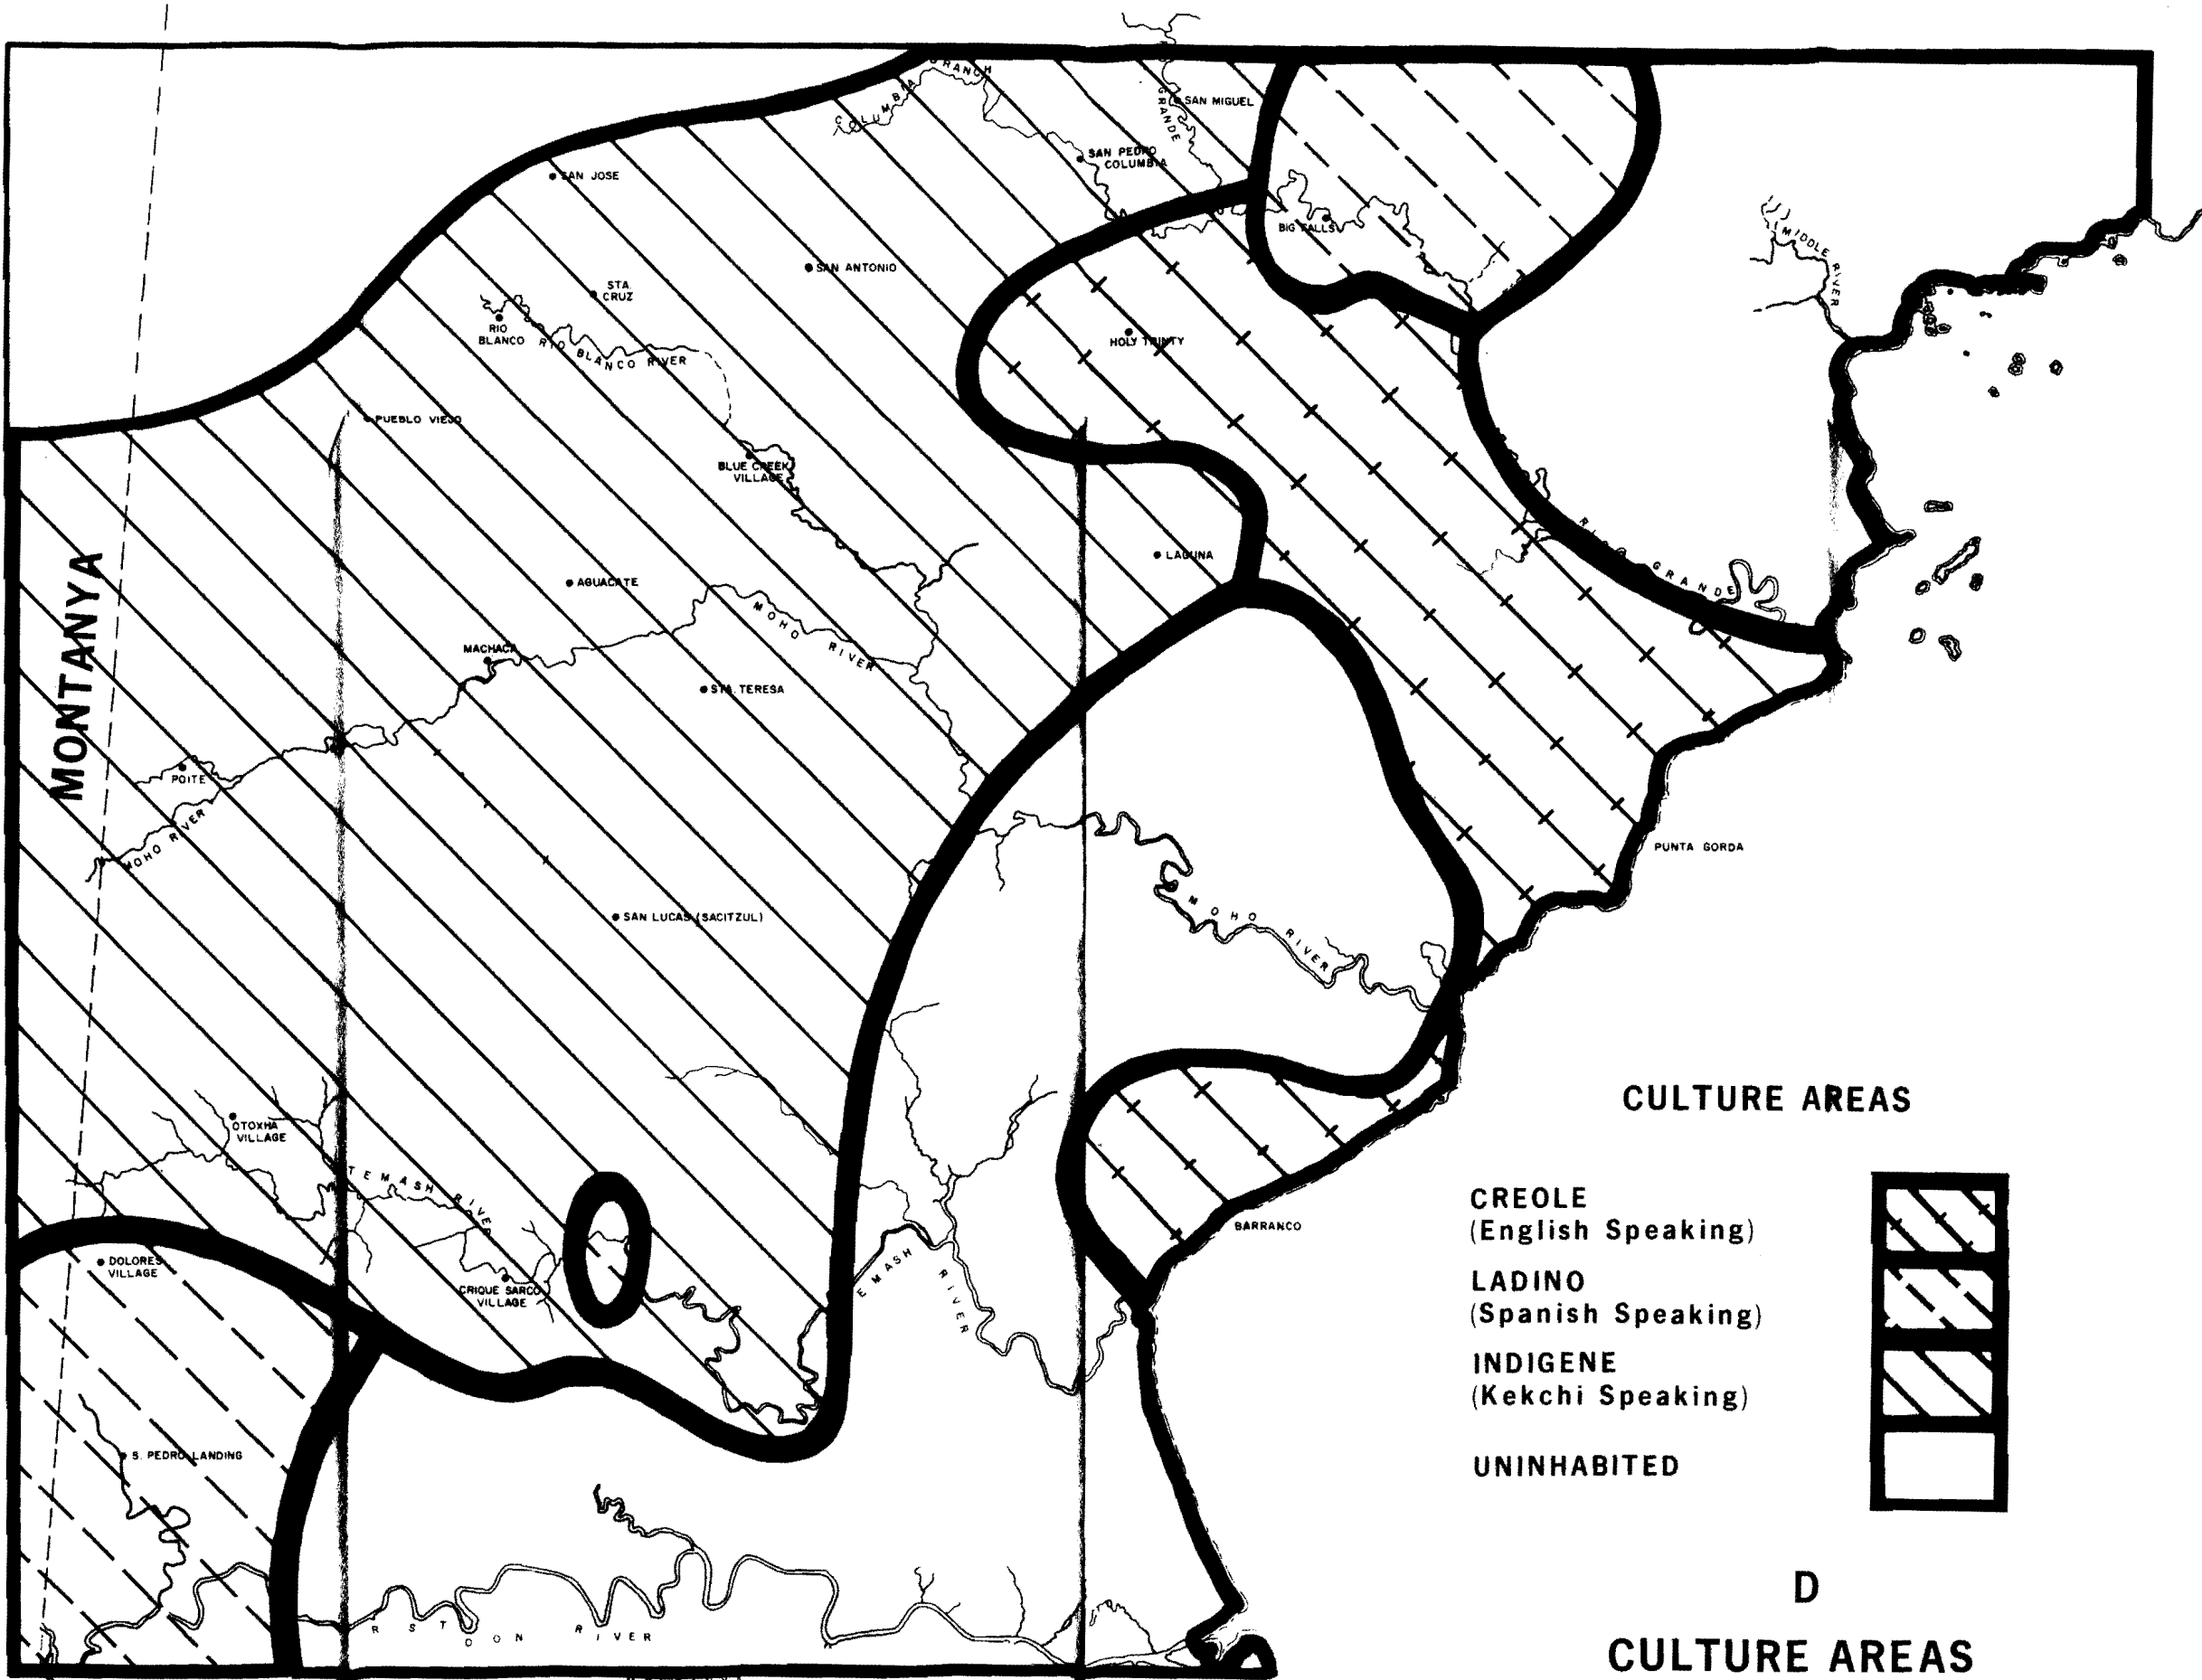 COLUMBIA BRANCH
GRANDE
SAN MIGUEL
SAN PEDRO
COLUMBIA
SAN JOSE
BIG FALLS
MIDDLE RIVER
SAN ANTONIO
STA.
CRUZ
RIO
BLANCO
RIO BLANCO RIVER
HOLY TRINTY
PUEBLO VIEJO
BLUE CREEK
VILLAGE
LAGUNA
RIO GRANDE
MONTANYA
AGUACATE
MOHO RIVER
MACHACA
STA. TERESA
POITE
MOHO RIVER
PUNTA GORDA
SAN LUCAS (SACITZUL)
MOHO RIVER
OTOXHA
VILLAGE
TEMASH RIVER
BARRANCO
DOLORES
VILLAGE
CRIQUE SARCO
VILLAGE
EMASH RIVER
S. PEDRO LANDING
RSTOON RIVER
CULTURE AREAS
CREOLE
(English Speaking)
LADINO
(Spanish Speaking)
INDIGENE
(Kekchi Speaking)
UNINHABITED
D
CULTURE AREAS